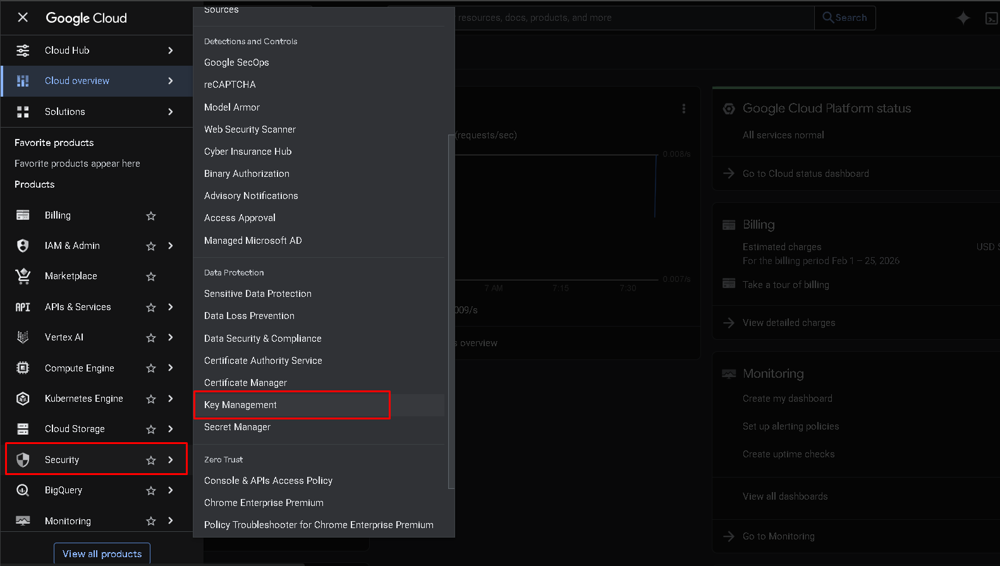 Google Cloud
Cloud Hub
Cloud overview
Solutions
Favorite products
Favorite products appear here
Products
Billing
IAM & Admin
Marketplace
API
APIs & Services
Vertex AI
Compute Engine
Kubernetes Engine
Cloud Storage
Security
BigQuery
Monitoring
View all products
Sources
Detections and Controls
Google SecOps
reCAPTCHA
Model Armor
Web Security Scanner
Cyber Insurance Hub
Binary Authorization
Advisory Notifications
Access Approval
Managed Microsoft AD
Data Protection
Sensitive Data Protection
Data Loss Prevention
Data Security & Compliance
Certificate Authority Service
Certificate Manager
Key Management
Secret Manager
Zero Trust
Console & APIs Access Policy
Chrome Enterprise Premium
Policy Troubleshooter for Chrome Enterprise Premium
resources, docs, products, and more
Search
(requests/sec)
0.008/s
0.007/s
7 AM
7:15
7:30
009/s
s overview
Google Cloud Platform status
All services normal
Go to Cloud status dashboard
Billing
Estimated charges
USD $
For the billing period Feb 1 – 25, 2026
Take a tour of billing
View detailed charges
Monitoring
Create my dashboard
Set up alerting policies
Create uptime checks
View all dashboards
Go to Monitoring